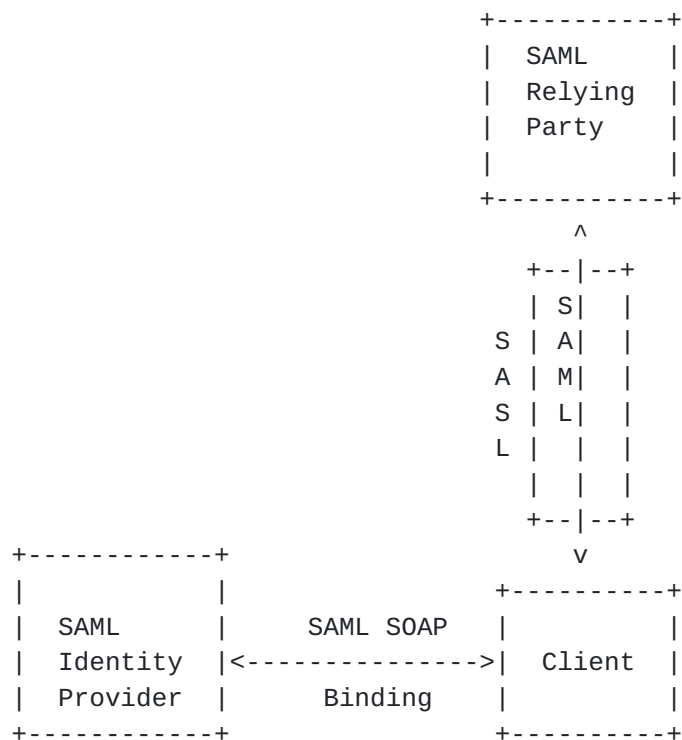 +-----------+
|  SAML     |
|  Relying  |
|  Party    |
|           |
+-----------+
      ^
   +--|--+
   | S|  |
 S | A|  |
 A | M|  |
 S | L|  |
 L |  |  |
   |  |  |
   +--|--+
+------------+                       v
|            |                  +----------+
|  SAML      |     SAML SOAP    |          |
|  Identity  |<--------------->|  Client  |
|  Provider  |      Binding     |          |
+------------+                  +----------+